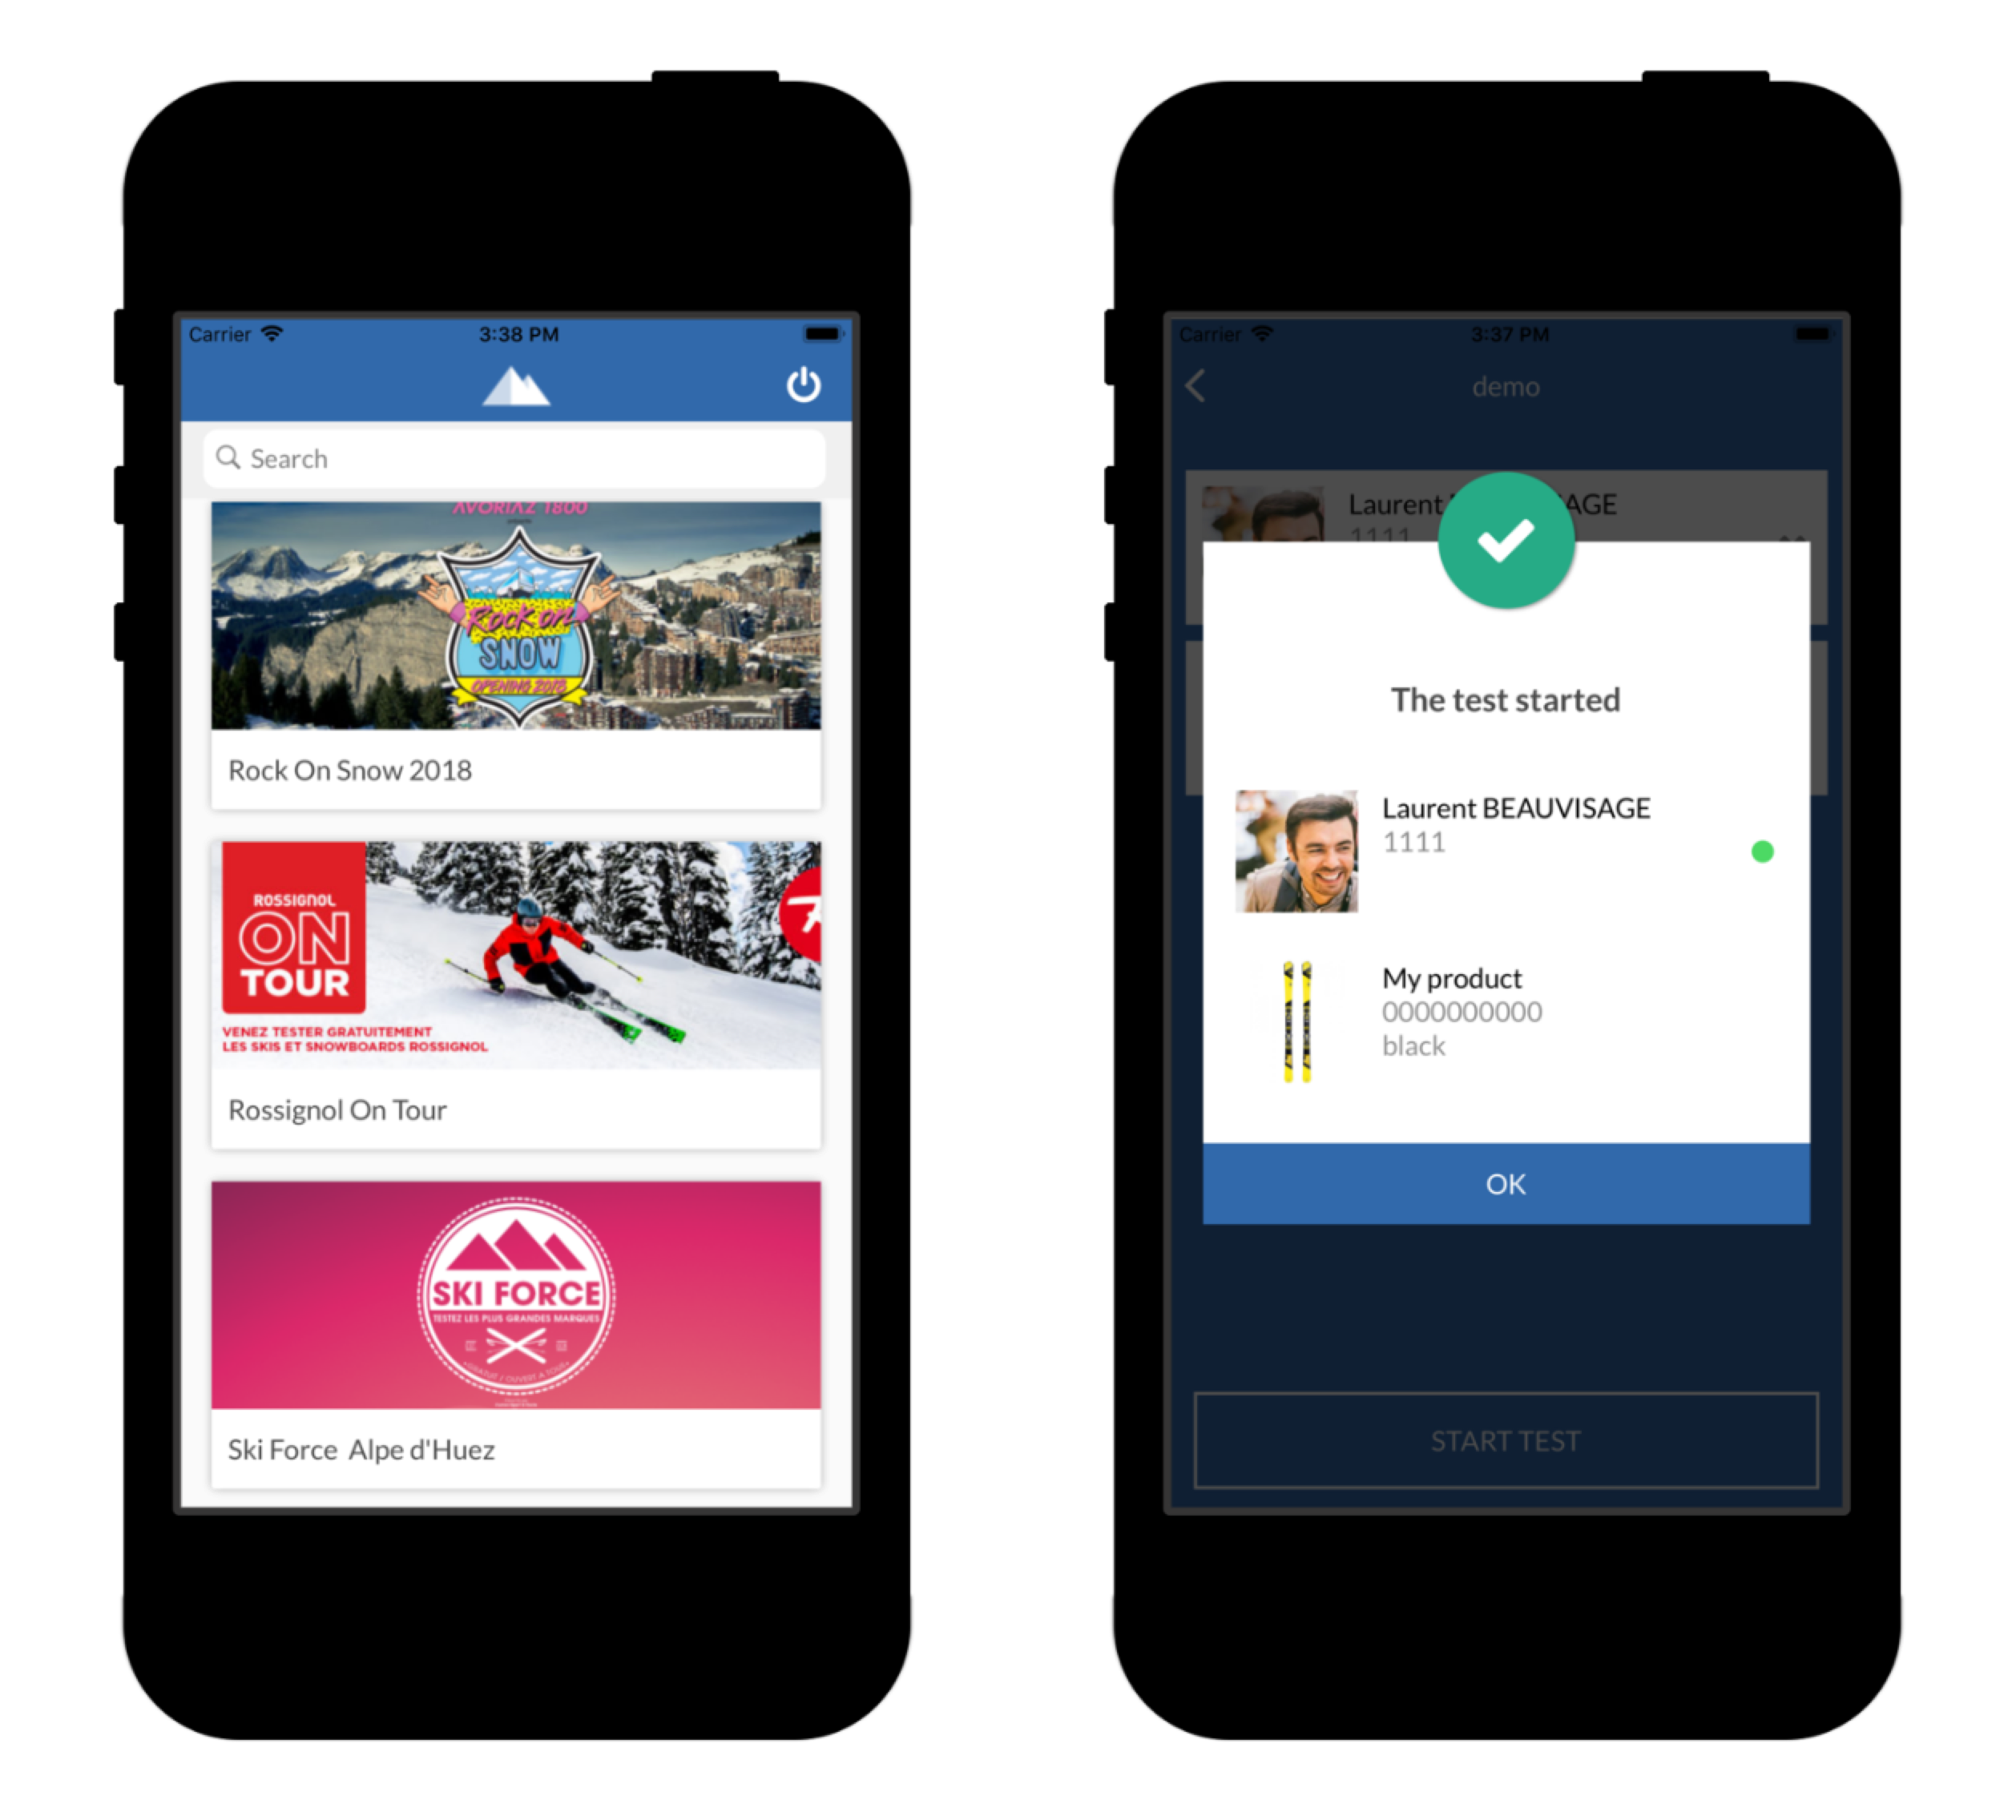 Carrier
3:38 PM
Search
AVORIAZ 1800
Rock on
SNOW
OPENING 2018
Rock On Snow 2018
ROSSIGNOL
ON
TOUR
VENEZ TESTER GRATUITEMENT
LES SKIS ET SNOWBOARDS ROSSIGNOL
Rossignol On Tour
SKI FORCE
TESTEZ LES PLUS GRANDES MARQUES
GRATUIT / OUVERT A TOUS
Ski Force Alpe d'Huez
Carrier
3:37 PM
demo
Laurent AGE
1111
The test started
Laurent BEAUVISAGE
1111
My product
0000000000
black
OK
START TEST